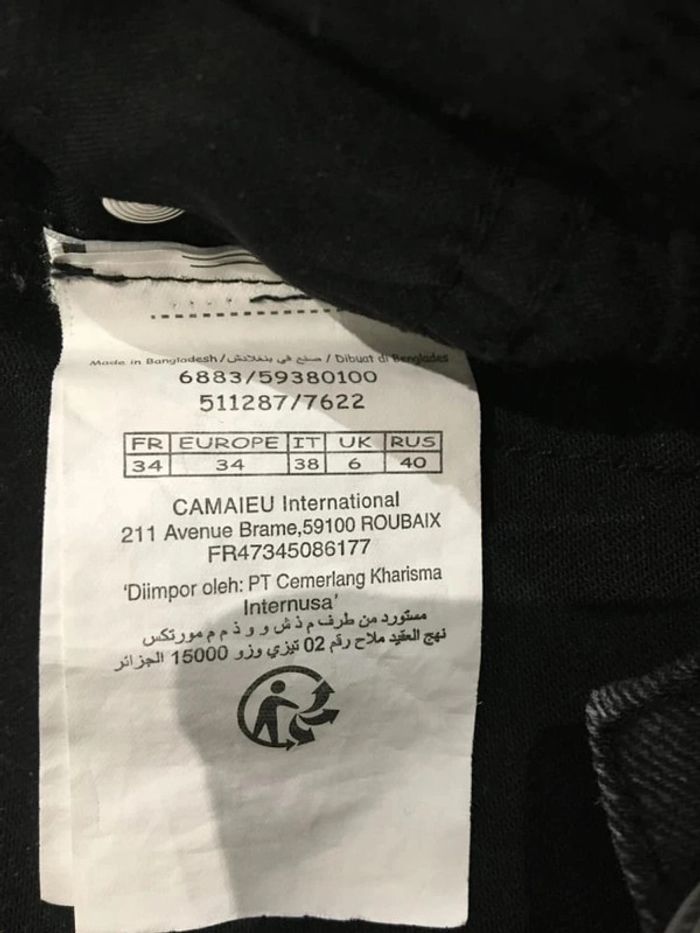 Made in Bangladesh/صنع في بنغلادش / Dibuat di Banglades
6883/59380100
511287/7622
FR EUROPE IT UK RUS
34 34 38 6 40
CAMAIEU International
211 Avenue Brame,59100 ROUBAIX
FR47345086177
'Diimpor oleh: PT Cemerlang Kharisma
Internusa'
مستورد من طرف م ذ ش و و ذ م م مورتكس
نهج العقيد ملاح رقم 02 تيزي وزو 15000 الجزائر